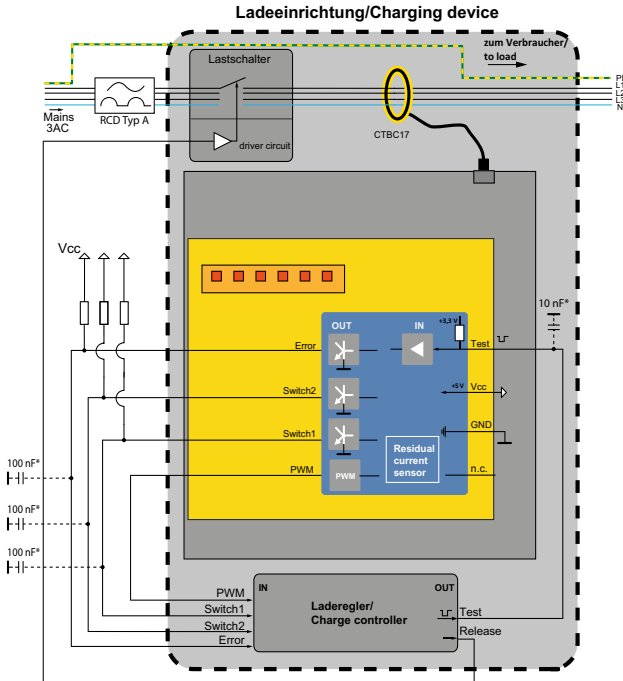 Ladeeinrichtung/Charging device
Lastschalter
zum Verbraucher/
to load
PE
L1
L2
L3
N
Mains
3AC
RCD Typ A
CTBC17
driver circuit
Vcc
10 nF*
OUT
IN
+3,3 V
Error
Test
Switch2
+5 V
Vcc
Switch1
GND
Residual
current
sensor
PWM
PWM
n.c.
100 nF*
100 nF*
100 nF*
IN
OUT
PWM
Switch1
Switch2
Error
Laderegler/
Charge controller
Test
Release